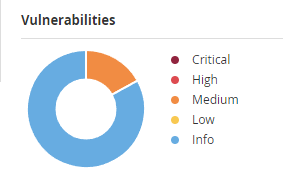 Vulnerabilities
Critical
High
Medium
Low
Info